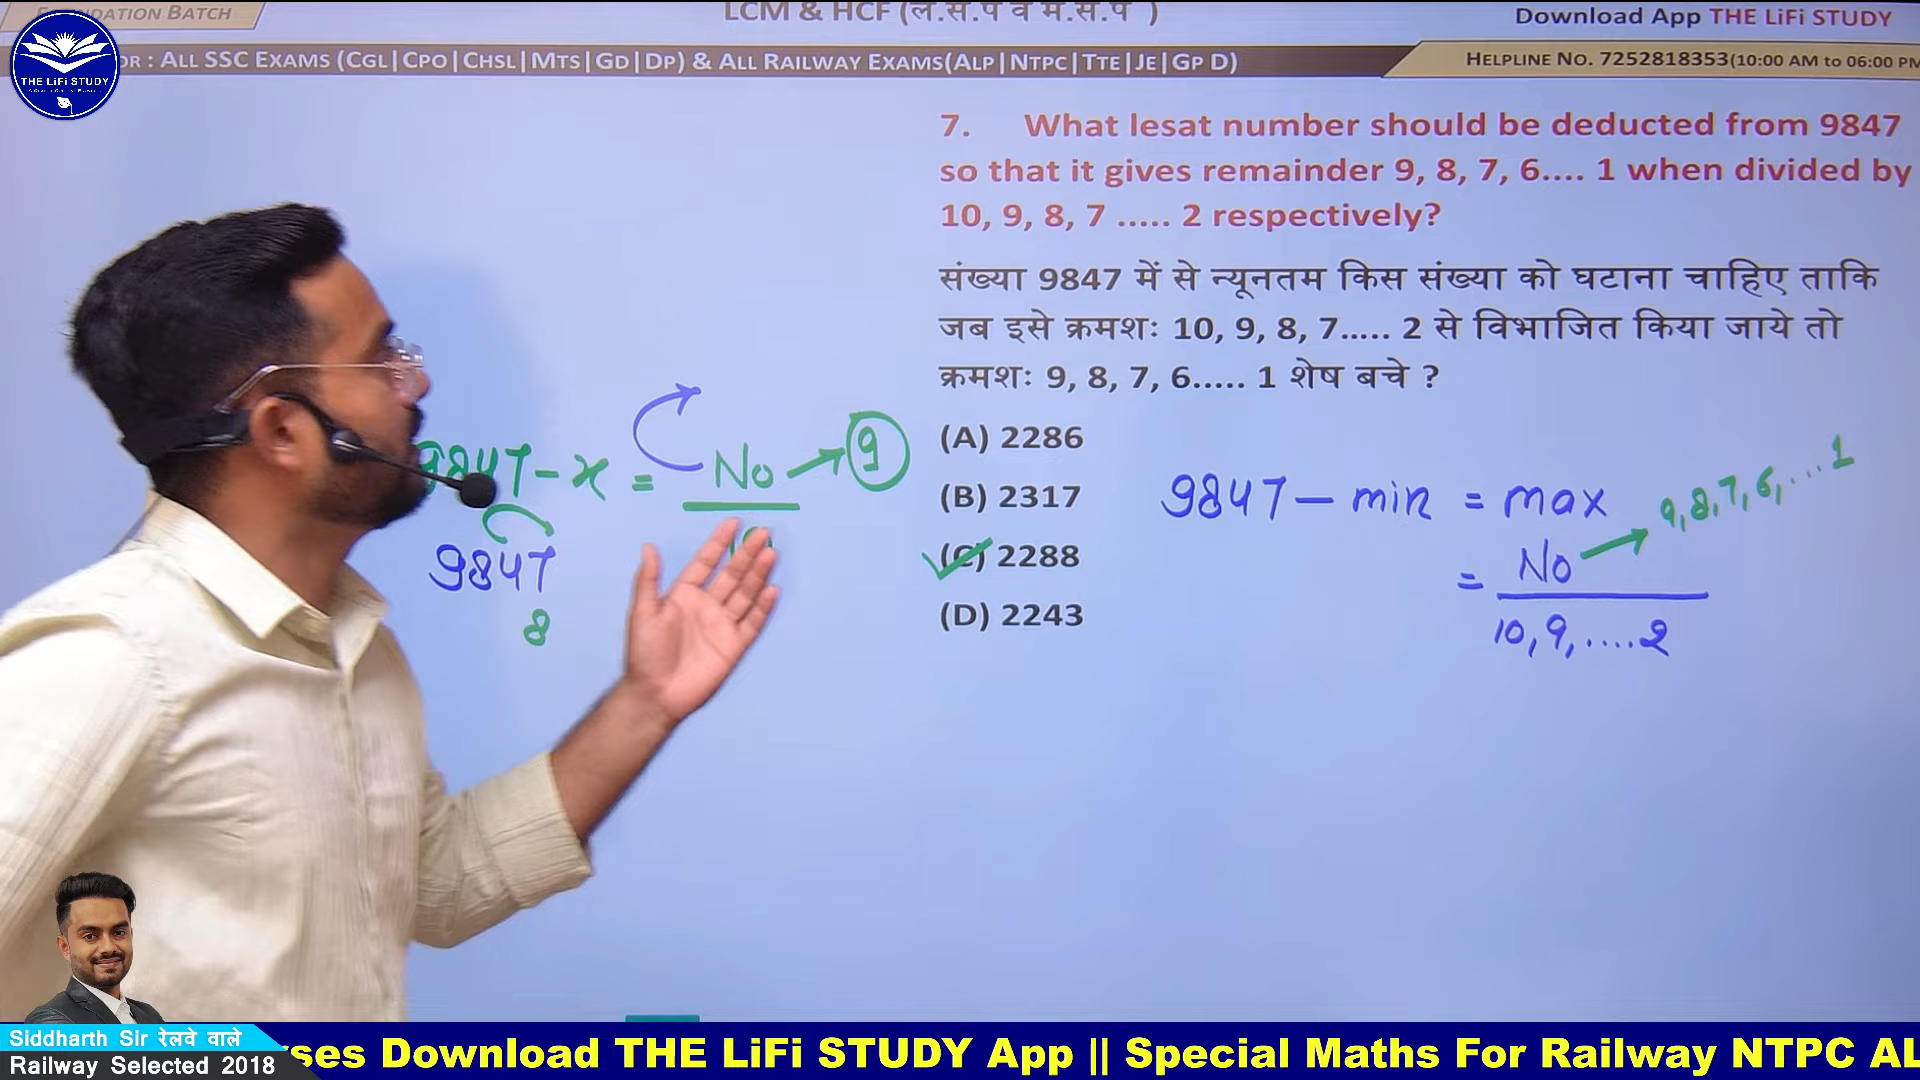 FOUNDATION BATCH
LCM & HCF (ल.स.प व म.स.प )
Download App THE LiFi STUDY
OR : ALL SSC EXAMS (CGL|CPO|CHSL|MTS|GD|DP) & ALL RAILWAY EXAMS(ALP|NTPC|TTE|JE|GP D)
HELPLINE NO. 7252818353(10:00 AM to 06:00 PM
THE LiFi STUDY
7. What lesat number should be deducted from 9847
so that it gives remainder 9, 8, 7, 6.... 1 when divided by
10, 9, 8, 7 ..... 2 respectively?
संख्या 9847 में से न्यूनतम किस संख्या को घटाना चाहिए ताकि
जब इसे क्रमशः 10, 9, 8, 7..... 2 से विभाजित किया जाये तो
क्रमशः 9, 8, 7, 6..... 1 शेष बचे ?
(A) 2286
(B) 2317
(C) 2288
(D) 2243
9847 - x = No → 9
9847
8
9847 - min = max
= No → 9, 8, 7, 6, ... 1
10, 9, .... 2
Siddharth Sir रेलवे वाले
Railway Selected 2018
rses Download THE LiFi STUDY App || Special Maths For Railway NTPC AL